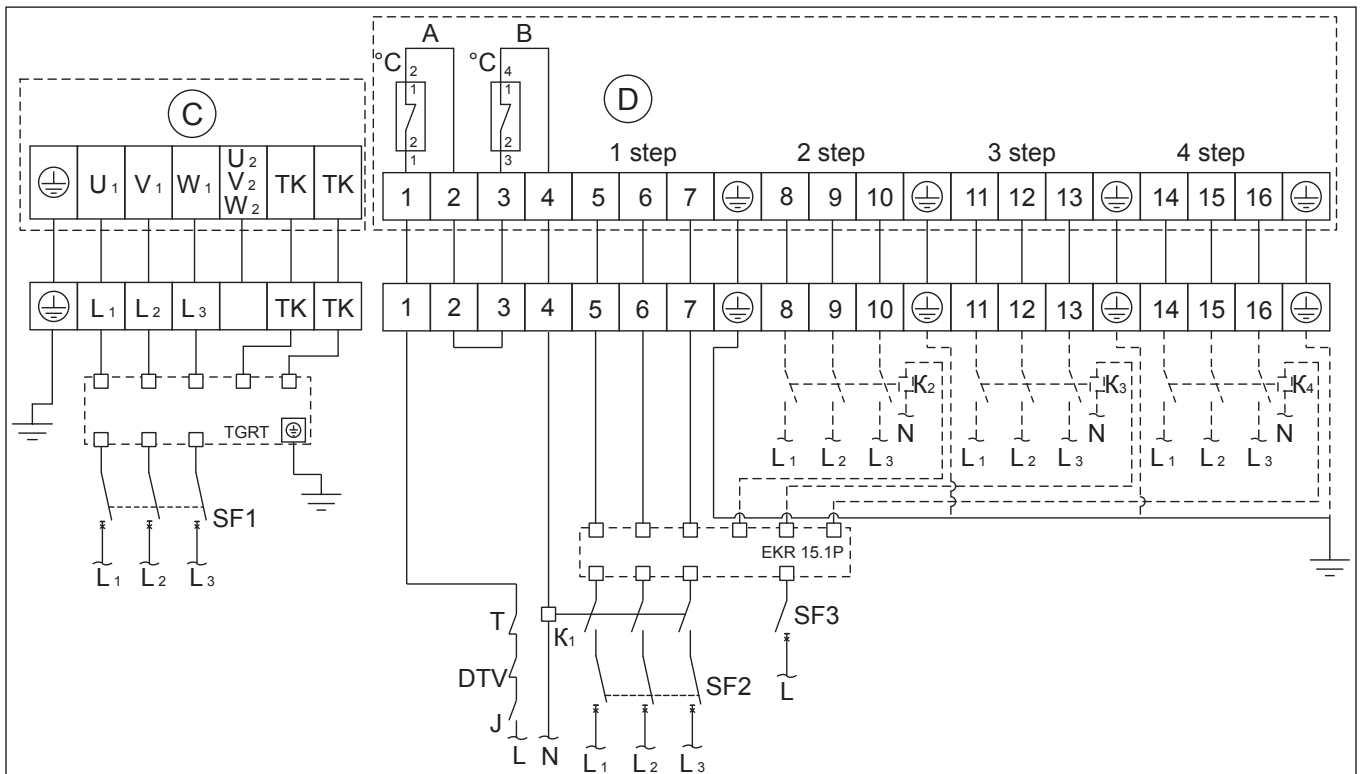 A B
°C 2 °C 4
1 1
C D
2 2
1 3
1 step 2 step 3 step 4 step
U1 V1 W1 U2 V2 W2 TK TK
1 2 3 4 5 6 7 8 9 10 11 12 13 14 15 16
L1 L2 L3 TK TK
1 2 3 4 5 6 7 8 9 10 11 12 13 14 15 16
K2 K3 K4
TGRT
N N N
L1 L2 L3 L1 L2 L3 L1 L2 L3
SF1
EKR 15.1P
L1 L2 L3
T K1 SF3
DTV SF2 L
J
L N L1 L2 L3